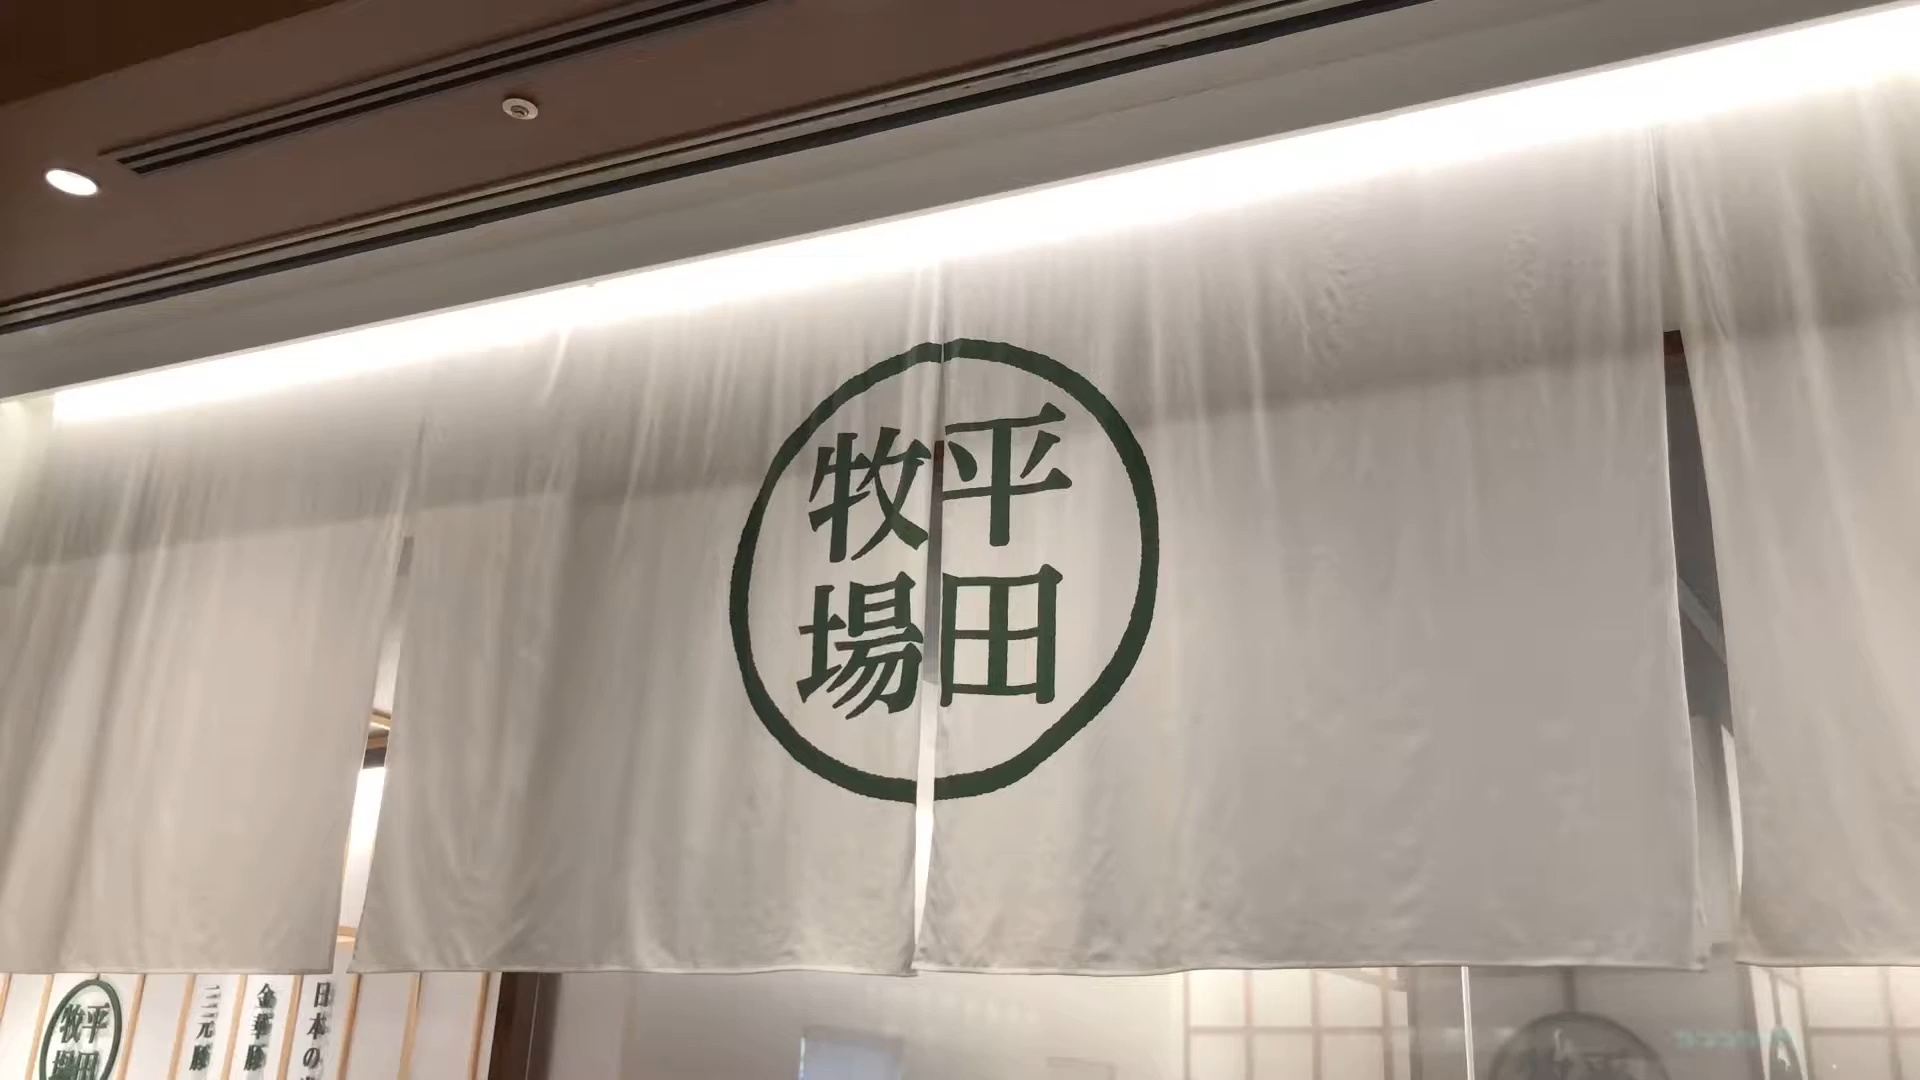 平田
牧場
日本の
金華豚
三元豚
平田
牧場